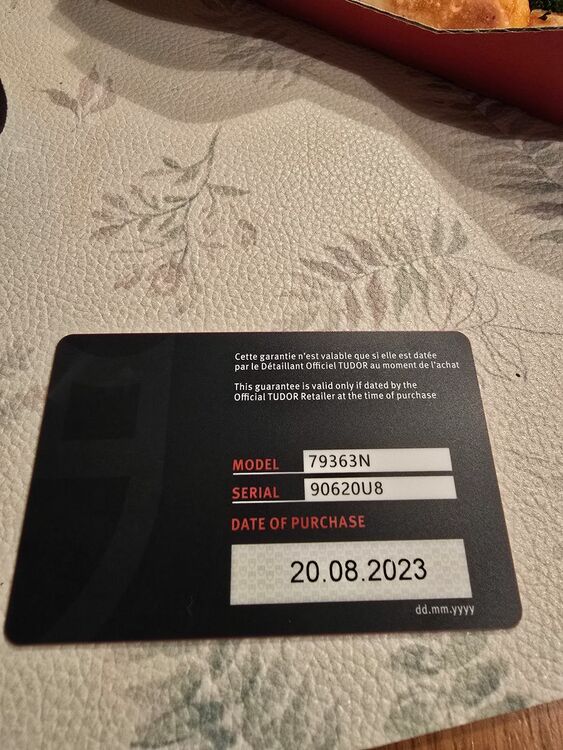 Cette garantie n'est valable que si elle est datée
par le Détaillant Officiel TUDOR au moment de l'achat
This guarantee is valid only if dated by the
Official TUDOR Retailer at the time of purchase
MODEL 79363N
SERIAL 90620U8
DATE OF PURCHASE
20.08.2023
dd.mm.yyyy